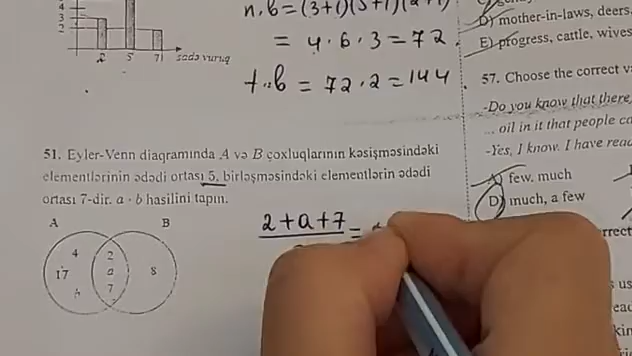 4
3
2
2 5 7
sadə vuruq
n.b = (3+1)(5+1)(2+1)
= 4 · 6 · 3 = 72
t.b = 72 · 2 = 144
D) mother-in-laws, deers,
E) progress, cattle, wives
57. Choose the correct
-Do you know that there
... oil in it that people
-Yes, I know. I have read
A) few, much
D) much, a few
51. Eyler-Venn diaqramında A və B çoxluqlarının kəsişməsindəki
elementlərinin ədədi ortası 5, birləşməsindəki elementlərin ədədi
ortası 7-dir. a · b hasilini tapın.
A B
4 2
17 a 8
b 7
2+a+7 =